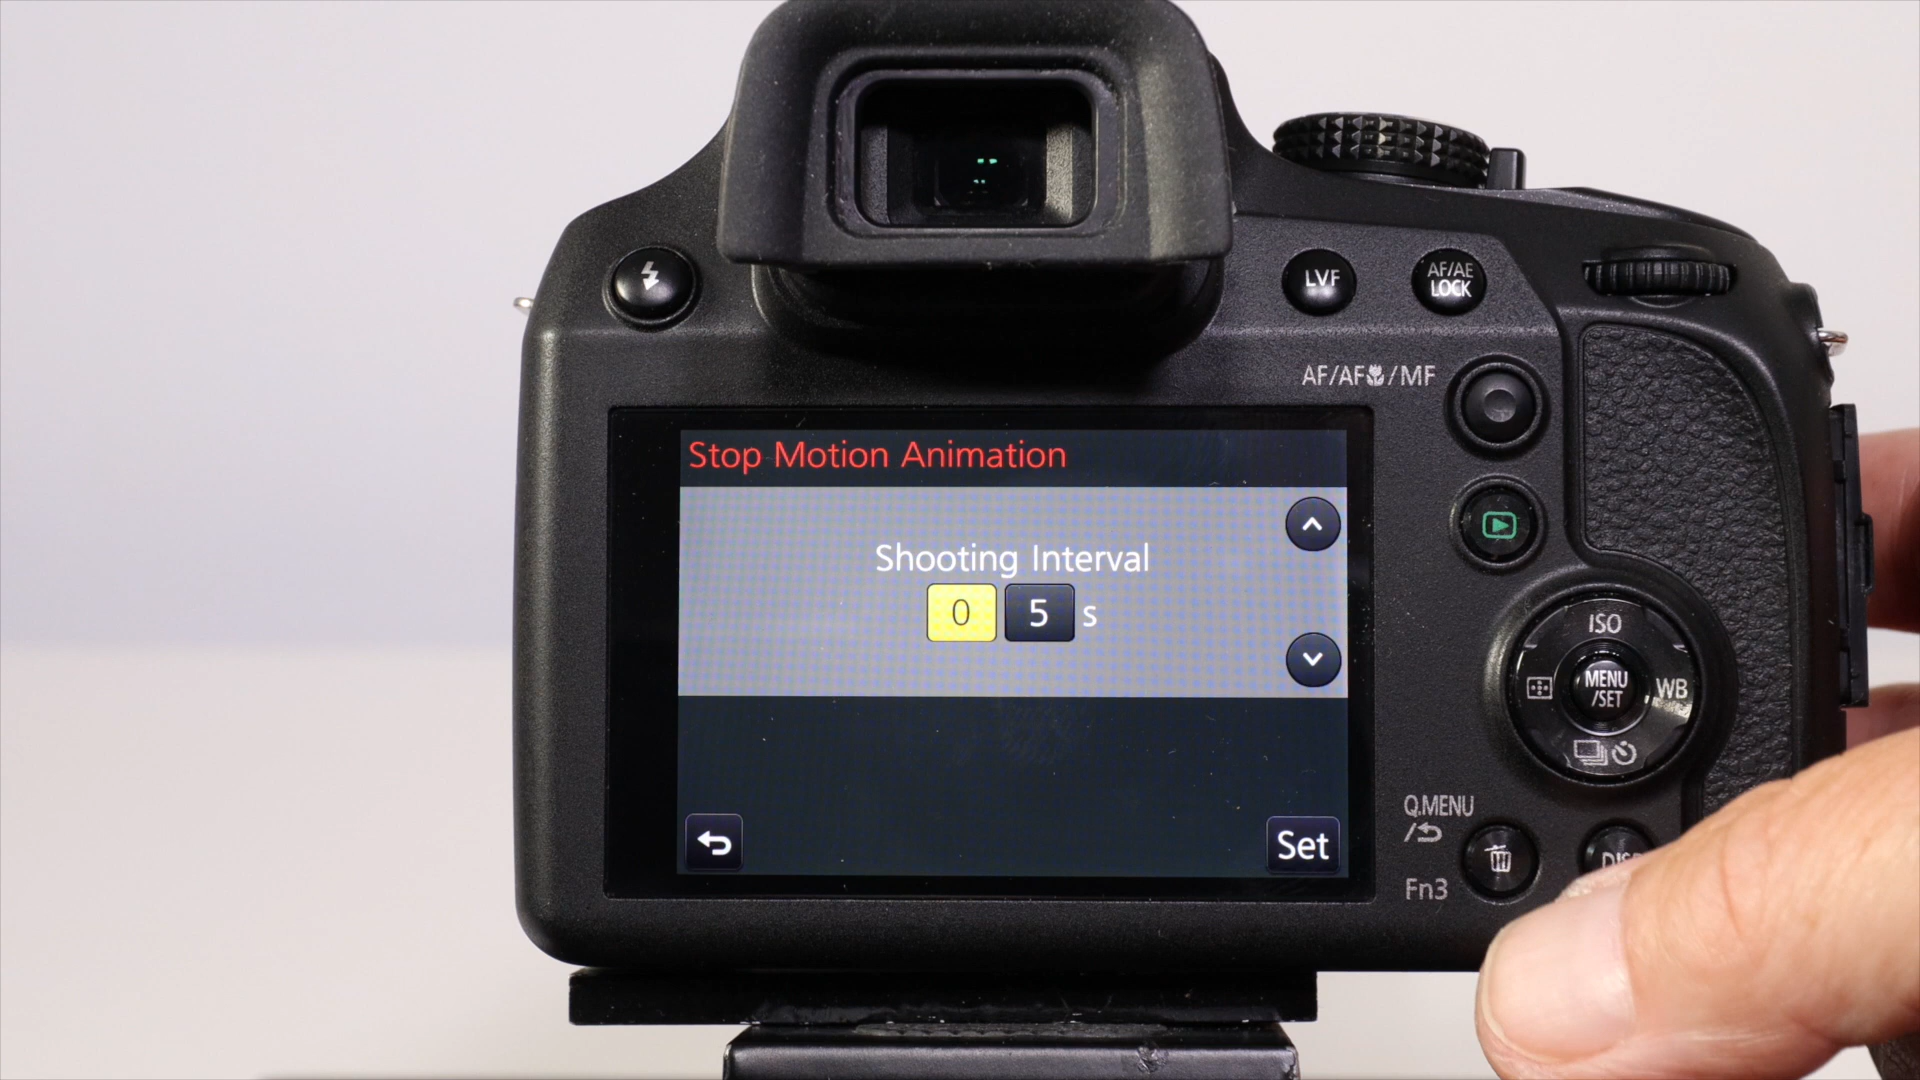 LVF
AF/AE
LOCK
AF/AF/MF
Stop Motion Animation
Shooting Interval
0 5 s
ISO
MENU
/SET
WB
Q.MENU
Set
Fn3